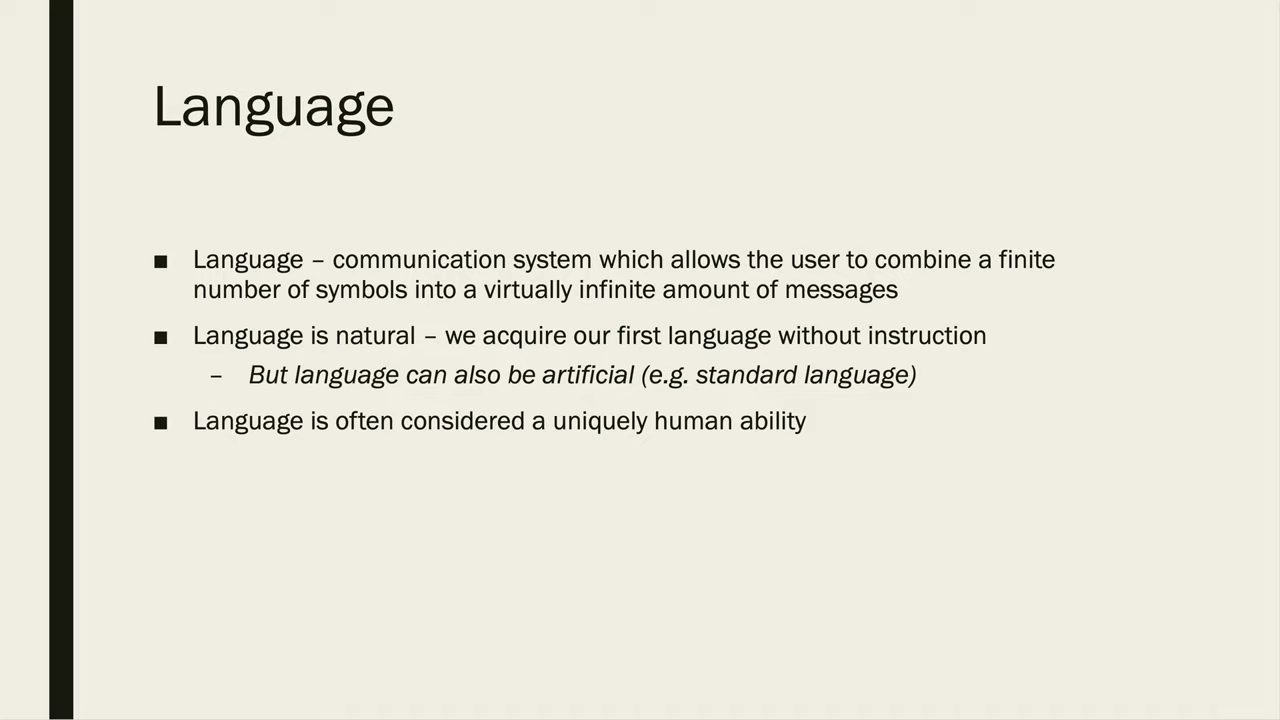 Language
■ Language – communication system which allows the user to combine a finite
number of symbols into a virtually infinite amount of messages
■ Language is natural – we acquire our first language without instruction
– But language can also be artificial (e.g. standard language)
■ Language is often considered a uniquely human ability